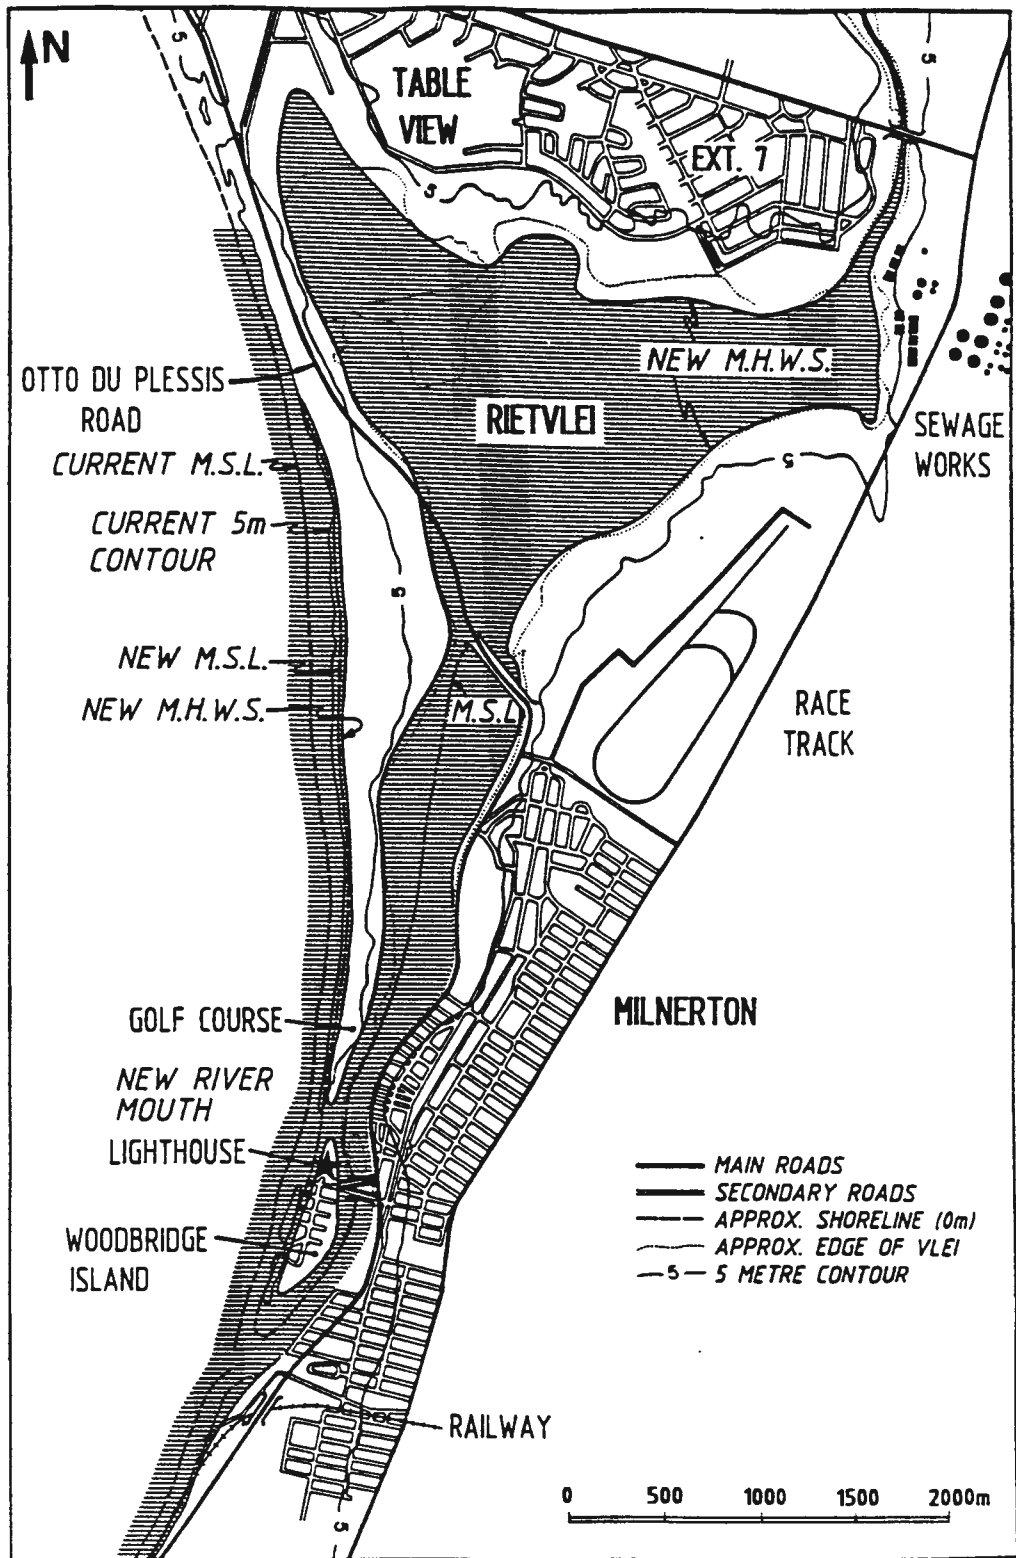 N
5
5
TABLE
VIEW
EXT. 7
5
NEW M.H.W.S.
OTTO DU PLESSIS
ROAD
RIETVLEI
SEWAGE
WORKS
CURRENT M.S.L.
5
CURRENT 5m
CONTOUR
5
NEW M.S.L.
NEW M.H.W.S.
M.S.L
RACE
TRACK
GOLF COURSE
MILNERTON
NEW RIVER
MOUTH
LIGHTHOUSE
WOODBRIDGE
ISLAND
MAIN ROADS
SECONDARY ROADS
APPROX. SHORELINE (0m)
APPROX. EDGE OF VLEI
5 5 METRE CONTOUR
RAILWAY
0 500 1000 1500 2000m
5